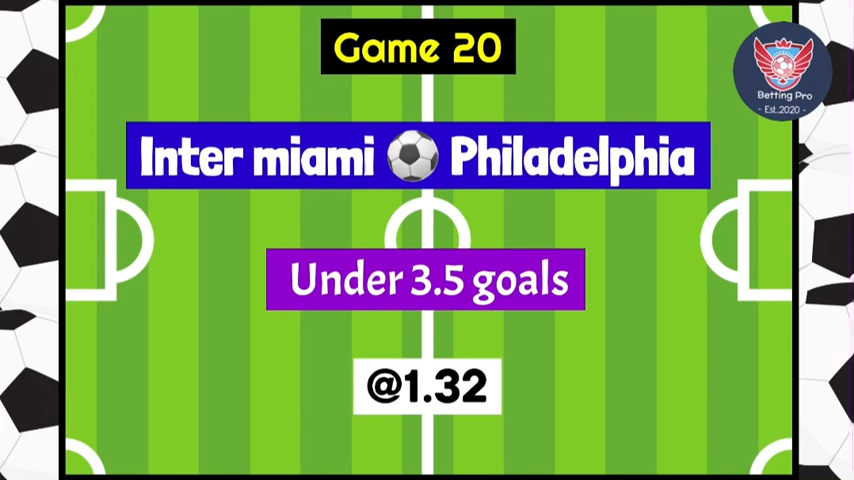 Game 20
Betting Pro
- Est.2020 -
Inter miami ⚽ Philadelphia
Under 3.5 goals
@1.32